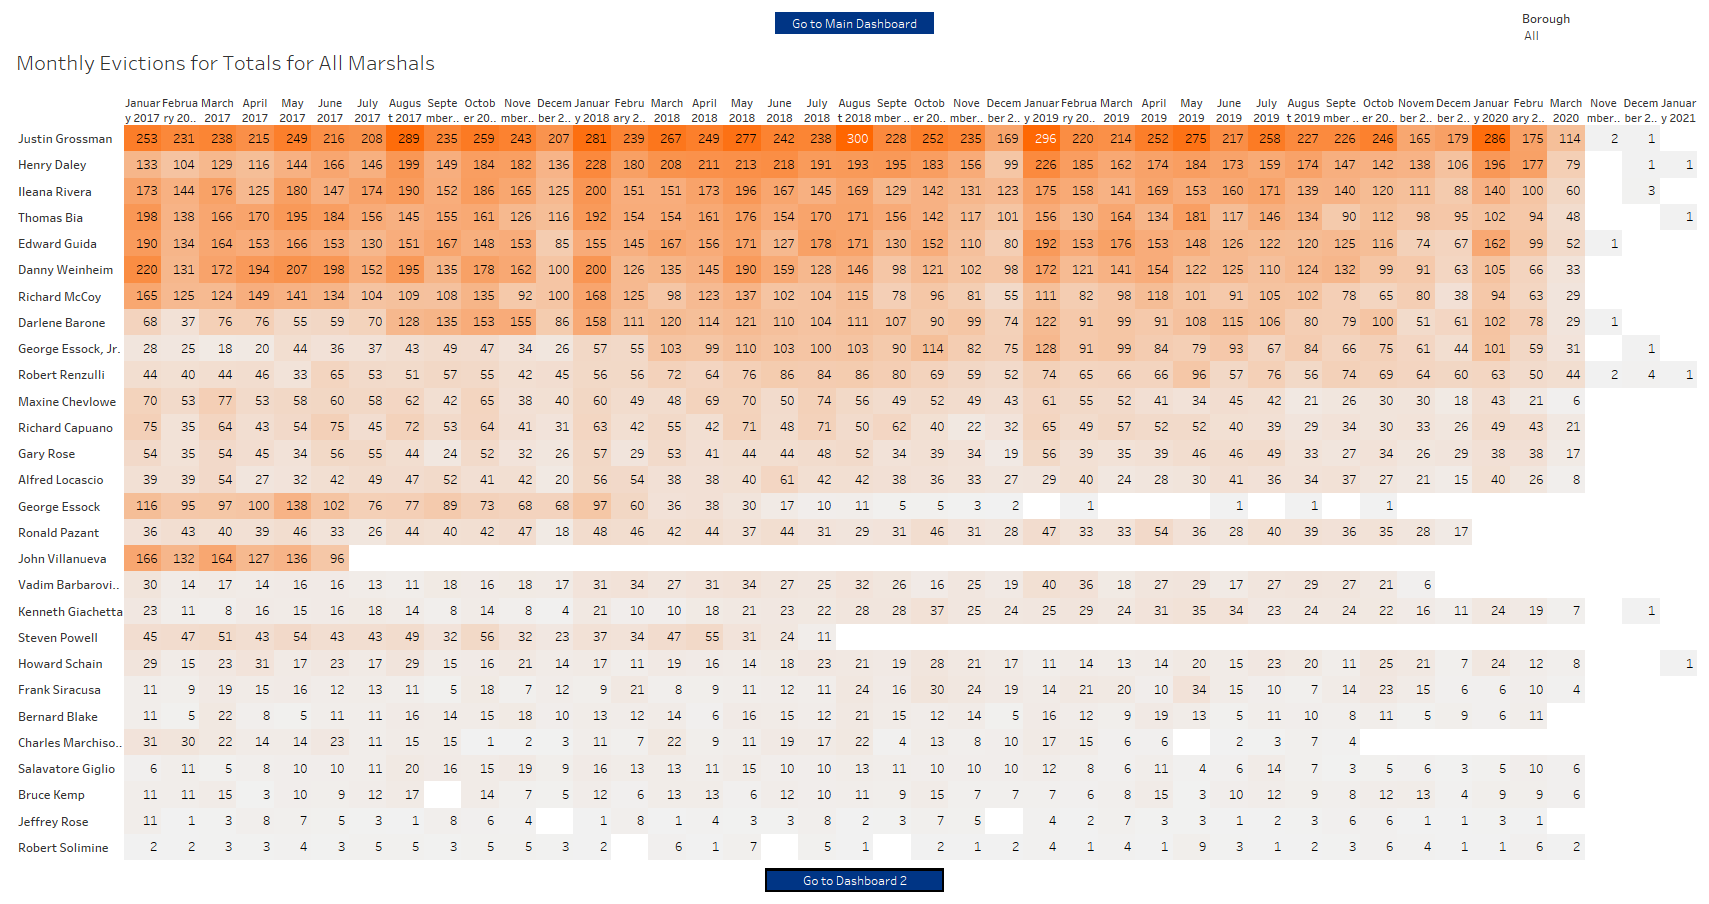 Go to Main Dashboard
Borough
All
Monthly Evictions for Totals for All Marshals
Januar Februa March April May June July Augus Septe Octob Nove Decem Januar Febru March April May June July Augus Septe Octob Nove Decem Januar Februa March April May June July Augus Septe Octob Novem Decem Januar Febru March Nove Decem Januar
y 2017 ry 20.. 2017 2017 2017 2017 2017 t 2017 mber.. er 20.. mber.. ber 2.. y 2018 ary 2.. 2018 2018 2018 2018 2018 t 2018 mber .. er 20.. mber.. ber 2.. y 2019 ry 20.. 2019 2019 2019 2019 2019 t 2019 mber .. er 20.. ber 2.. ber 2.. y 2020 ary 2.. 2020 mber.. ber 2.. y 2021
Justin Grossman 253 231 238 215 249 216 208 289 235 259 243 207 281 239 267 249 277 242 238 300 228 252 235 169 296 220 214 252 275 217 258 227 226 246 165 179 286 175 114 2 1
Henry Daley 133 104 129 116 144 166 146 199 149 184 182 136 228 180 208 211 213 218 191 193 195 183 156 99 226 185 162 174 184 173 159 174 147 142 138 106 196 177 79 1 1
Ileana Rivera 173 144 176 125 180 147 174 190 152 186 165 125 200 151 151 173 196 167 145 169 129 142 131 123 175 158 141 169 153 160 171 139 140 120 111 88 140 100 60 3
Thomas Bia 198 138 166 170 195 184 156 145 155 161 126 116 192 154 154 161 176 154 170 171 156 142 117 101 156 130 164 134 181 117 146 134 90 112 98 95 102 94 48 1
Edward Guida 190 134 164 153 166 153 130 151 167 148 153 85 155 145 167 156 171 127 178 171 130 152 110 80 192 153 176 153 148 126 122 120 125 116 74 67 162 99 52 1
Danny Weinheim 220 131 172 194 207 198 152 195 135 178 162 100 200 126 135 145 190 159 128 146 98 121 102 98 172 121 141 154 122 125 110 124 132 99 91 63 105 66 33
Richard McCoy 165 125 124 149 141 134 104 109 108 135 92 100 168 125 98 123 137 102 104 115 78 96 81 55 111 82 98 118 101 91 105 102 78 65 80 38 94 63 29
Darlene Barone 68 37 76 76 55 59 70 128 135 153 155 86 158 111 120 114 121 110 104 111 107 90 99 74 122 91 99 91 108 115 106 80 79 100 51 61 102 78 29 1
George Essock, Jr. 28 25 18 20 44 36 37 43 49 47 34 26 57 55 103 99 110 103 100 103 90 114 82 75 128 91 99 84 79 93 67 84 66 75 61 44 101 59 31 1
Robert Renzulli 44 40 44 46 33 65 53 51 57 55 42 45 56 56 72 64 76 86 84 86 80 69 59 52 74 65 66 66 96 57 76 56 74 69 64 60 63 50 44 2 4 1
Maxine Chevlowe 70 53 77 53 58 60 58 62 42 65 38 40 60 49 48 69 70 50 74 56 49 52 49 43 61 55 52 41 34 45 42 21 26 30 30 18 43 21 6
Richard Capuano 75 35 64 43 54 75 45 72 53 64 41 31 63 42 55 42 71 48 71 50 62 40 22 32 65 49 57 52 52 40 39 29 34 30 33 26 49 43 21
Gary Rose 54 35 54 45 34 56 55 44 24 52 32 26 57 29 53 41 44 44 48 52 34 39 34 19 56 39 35 39 46 46 49 33 27 34 26 29 38 38 17
Alfred Locascio 39 39 54 27 32 42 49 47 52 41 42 20 56 54 38 38 40 61 42 42 38 36 33 27 29 40 24 28 30 41 36 34 37 27 21 15 40 26 8
George Essock 116 95 97 100 138 102 76 77 89 73 68 68 97 60 36 38 30 17 10 11 5 5 3 2 1 1 1 1
Ronald Pazant 36 43 40 39 46 33 26 44 40 42 47 18 48 46 42 44 37 44 31 29 31 46 31 28 47 33 33 54 36 28 40 39 36 35 28 17
John Villanueva 166 132 164 127 136 96
Vadim Barbarovi.. 30 14 17 14 16 16 13 11 18 16 18 17 31 34 27 31 34 27 25 32 26 16 25 19 40 36 18 27 29 17 27 29 27 21 6
Kenneth Giachetta 23 11 8 16 15 16 18 14 8 14 8 4 21 10 10 18 21 23 22 28 28 37 25 24 25 29 24 31 35 34 23 24 24 22 16 11 24 19 7 1
Steven Powell 45 47 51 43 54 43 43 49 32 56 32 23 37 34 47 55 31 24 11
Howard Schain 29 15 23 31 17 23 17 29 15 16 21 14 17 11 19 16 14 18 23 21 19 28 21 17 11 14 13 14 20 15 23 20 11 25 21 7 24 12 8 1
Frank Siracusa 11 9 19 15 16 12 13 11 5 18 7 12 9 21 8 9 11 12 11 24 16 30 24 19 14 21 20 10 34 15 10 7 14 23 15 6 6 10 4
Bernard Blake 11 5 22 8 5 11 11 16 14 15 18 10 13 12 14 6 16 15 12 21 15 12 14 5 16 12 9 19 13 5 11 10 8 11 5 9 6 11
Charles Marchiso.. 31 30 22 14 14 23 11 15 15 1 2 3 11 7 22 9 11 19 17 22 4 13 8 10 17 15 6 6 2 3 7 4
Salavatore Giglio 6 11 5 8 10 10 11 20 16 15 19 9 16 13 13 11 15 10 10 13 11 10 10 10 12 8 6 11 4 6 14 7 3 5 6 3 5 10 6
Bruce Kemp 11 11 15 3 10 9 12 17 14 7 5 12 6 13 13 6 12 10 11 9 15 7 7 7 6 8 15 3 10 12 9 8 12 13 4 9 9 6
Jeffrey Rose 11 1 3 8 7 5 3 1 8 6 4 1 8 1 4 3 3 8 2 3 7 5 4 2 7 3 3 1 2 3 6 6 1 1 3 1
Robert Solimine 2 2 3 3 4 3 5 5 3 5 5 3 2 6 1 7 5 1 2 1 2 4 1 4 1 9 3 1 2 3 6 4 1 1 6 2
Go to Dashboard 2